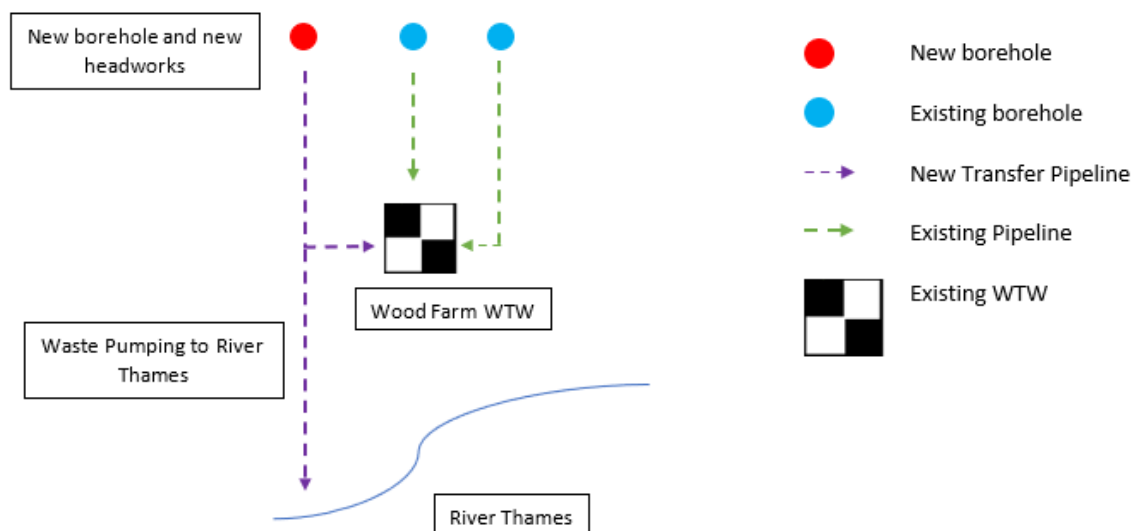 New borehole and new
headworks
Wood Farm WTW
Waste Pumping to River
Thames
River Thames
New borehole
Existing borehole
New Transfer Pipeline
Existing Pipeline
Existing WTW